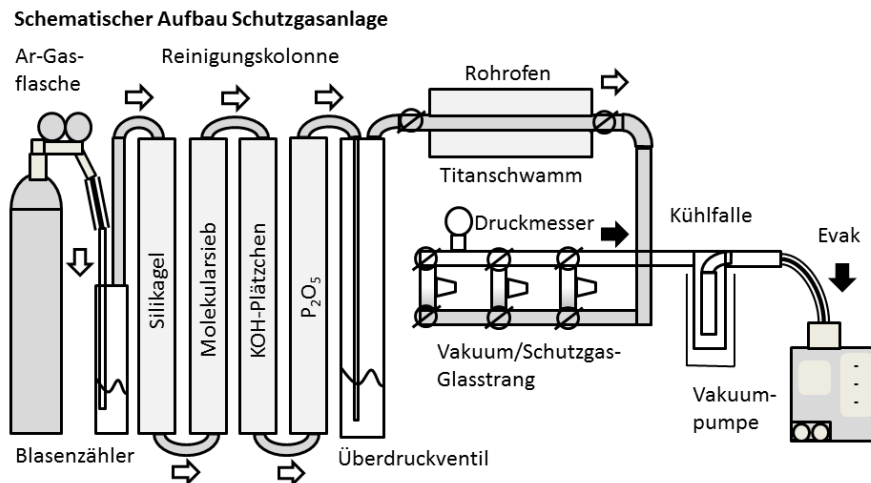 Schematischer Aufbau Schutzgasanlage
Ar-Gas-
flasche
Reinigungskolonne
Rohrofen
Titanschwamm
Druckmesser
Kühlfalle
Evak
Silikagel
Molekularsieb
KOH-Plätzchen
P₂O₅
Vakuum/Schutzgas-
Glasstrang
Vakuum-
pumpe
Blasenzähler
Überdruckventil